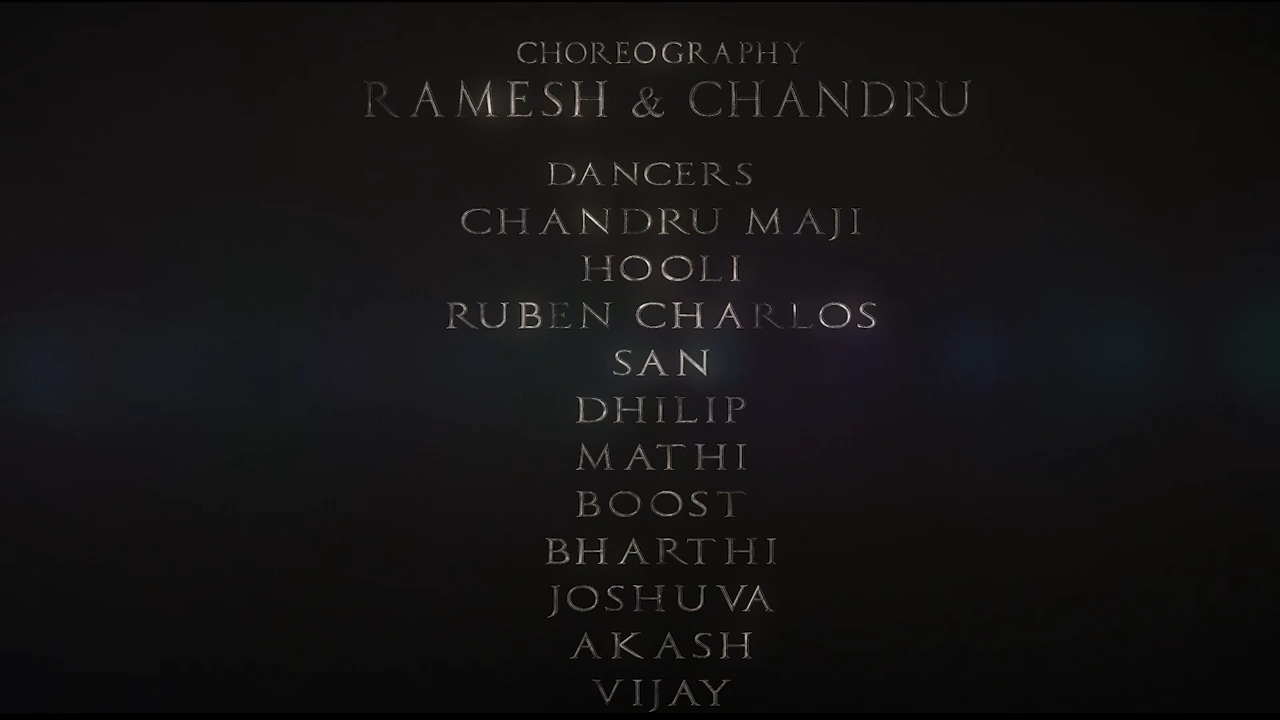 CHOREOGRAPHY
RAMESH & CHANDRU
DANCERS
CHANDRU MAJI
HOOLI
RUBEN CHARLOS
SAN
DHILIP
MATHI
BOOST
BHARTHI
JOSHUVA
AKASH
VIJAY